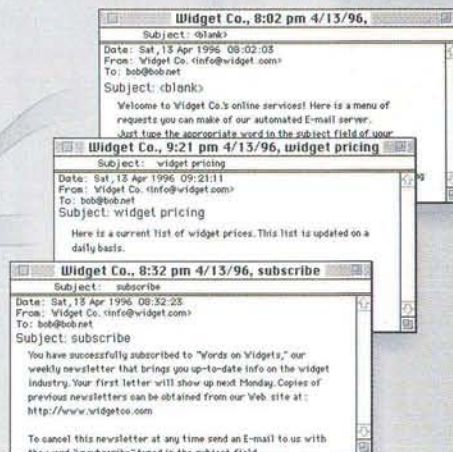 Widget Co., 8:02 pm 4/13/96,
Subject: <blank>
Date: Sat, 13 Apr 1996 08:02:03
From: Widget Co. <info@widget.com>
To: bob@bob.net
Subject: <blank>
Welcome to Widget Co.'s online services! Here is a menu of
requests you can make of our automated E-mail server.
Just type the appropriate word in the subject field of your
Widget Co., 9:21 pm 4/13/96, widget pricing
Subject: widget pricing
Date: Sat, 13 Apr 1996 09:21:11
From: Widget Co. <info@widget.com>
To: bob@bob.net
Subject: widget pricing
Here is a current list of widget prices. This list is updated on a
daily basis.
Widget Co., 8:32 pm 4/13/96, subscribe
Subject: subscribe
Date: Sat, 13 Apr 1996 08:32:23
From: Widget Co. <info@widget.com>
To: bob@bob.net
Subject: subscribe
You have successfully subscribed to "Words on Widgets," our
weekly newsletter that brings you up-to-date info on the widget
industry. Your first letter will show up next Monday. Copies of
previous newsletters can be obtained from our Web site at:
http://www.widgetco.com
To cancel this newsletter at any time send an E-mail to us with
the word typed in the subject field